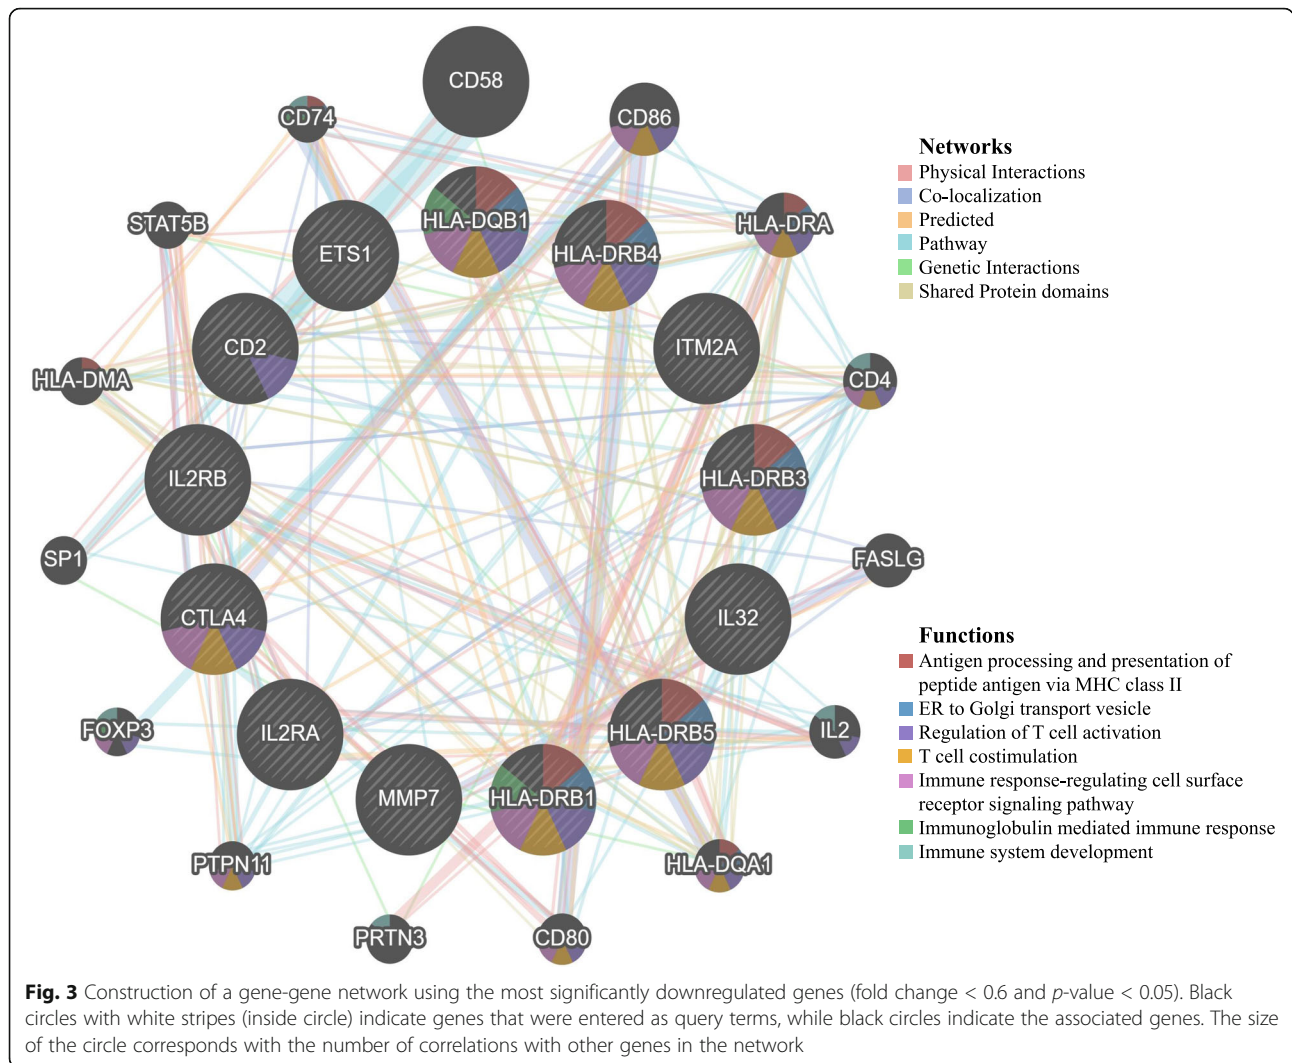 CD58
CD74
CD86
HLA-DQB1
STAT5B
HLA-DRA
ETS1
HLA-DRB4
CD2
ITM2A
HLA-DMA
CD4
IL2RB
HLA-DRB3
SP1
FASLG
CTLA4
IL32
FOXP3
IL2RA
HLA-DRB5
IL2
MMP7
HLA-DRB1
PTPN11
HLA-DQA1
PRTN3
CD80
Networks
Physical Interactions
Co-localization
Predicted
Pathway
Genetic Interactions
Shared Protein domains
Functions
Antigen processing and presentation of
peptide antigen via MHC class II
ER to Golgi transport vesicle
Regulation of T cell activation
T cell costimulation
Immune response-regulating cell surface
receptor signaling pathway
Immunoglobulin mediated immune response
Immune system development
Fig. 3 Construction of a gene-gene network using the most significantly downregulated genes (fold change < 0.6 and p-value < 0.05). Black
circles with white stripes (inside circle) indicate genes that were entered as query terms, while black circles indicate the associated genes. The size
of the circle corresponds with the number of correlations with other genes in the network